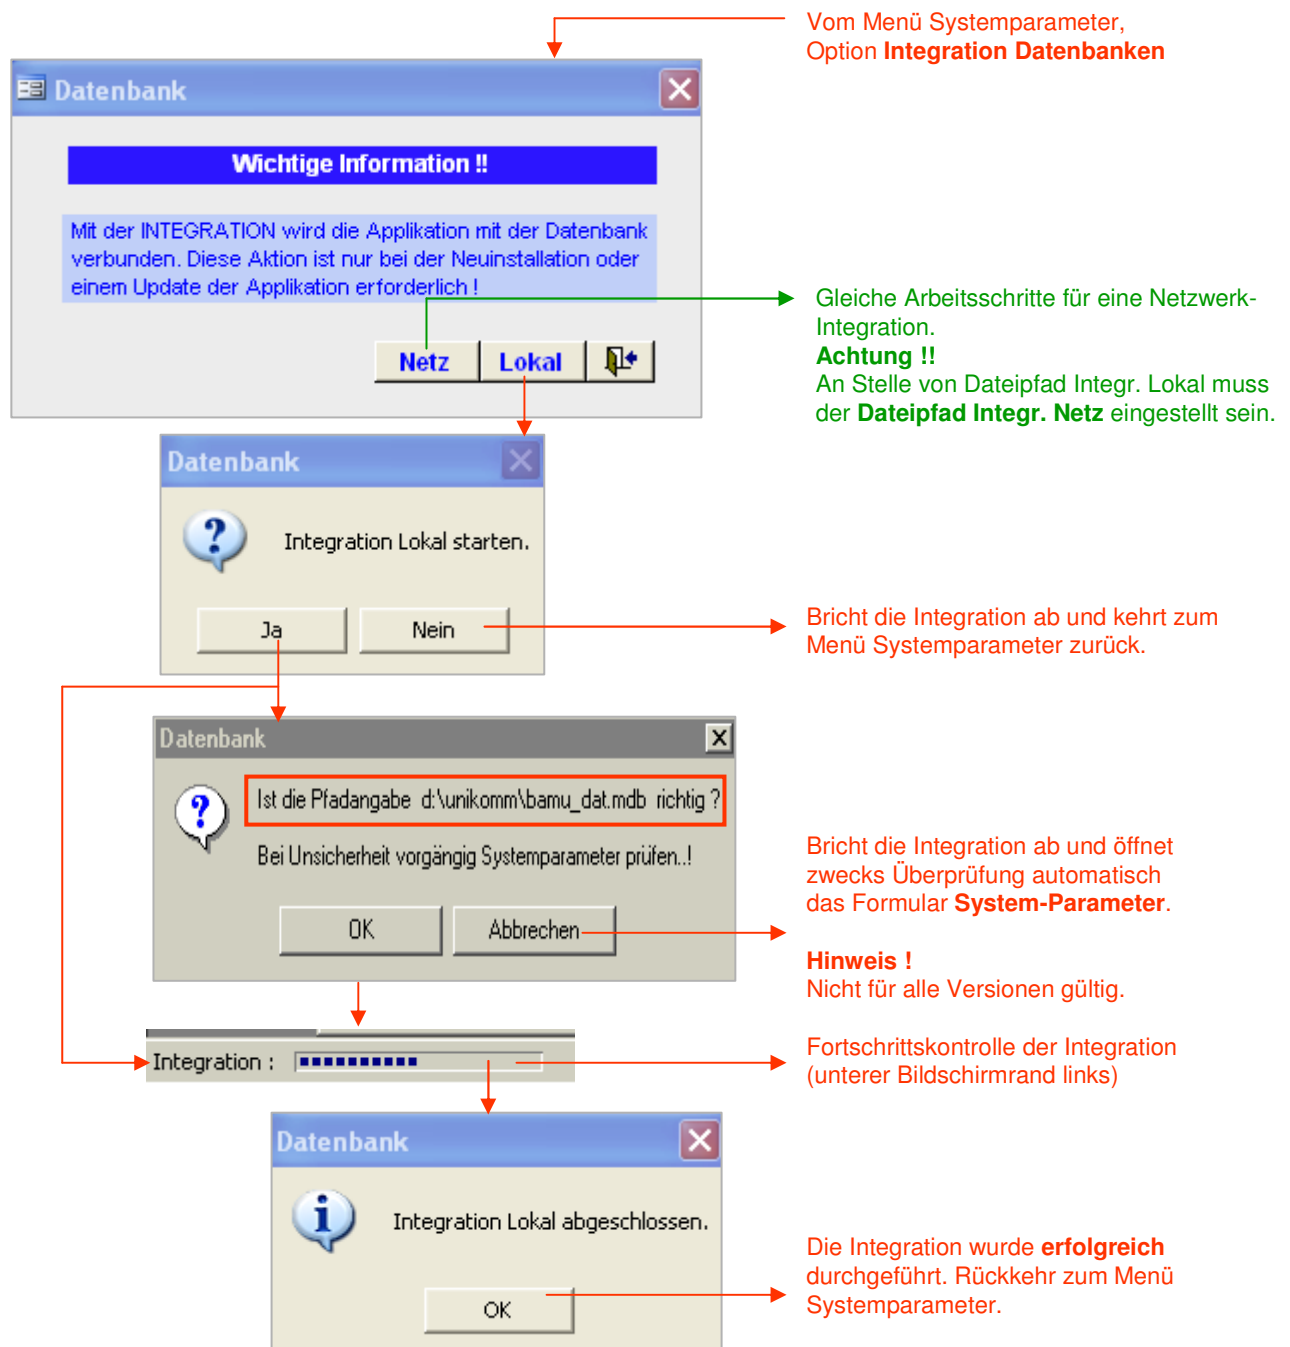 Vom Menü Systemparameter,
Option Integration Datenbanken
Datenbank
Wichtige Information !!
Mit der INTEGRATION wird die Applikation mit der Datenbank
verbunden. Diese Aktion ist nur bei der Neuinstallation oder
einem Update der Applikation erforderlich !
Netz
Lokal
Gleiche Arbeitsschritte für eine Netzwerk-
Integration.
Achtung !!
An Stelle von Dateipfad Integr. Lokal muss
der Dateipfad Integr. Netz eingestellt sein.
Datenbank
Integration Lokal starten.
Ja
Nein
Bricht die Integration ab und kehrt zum
Menü Systemparameter zurück.
Datenbank
Ist die Pfadangabe d:\unikomm\bamu_dat.mdb richtig ?
Bei Unsicherheit vorgängig Systemparameter prüfen..!
OK
Abbrechen
Bricht die Integration ab und öffnet
zwecks Überprüfung automatisch
das Formular System-Parameter.
Hinweis !
Nicht für alle Versionen gültig.
Integration :
Fortschrittskontrolle der Integration
(unterer Bildschirmrand links)
Datenbank
Integration Lokal abgeschlossen.
OK
Die Integration wurde erfolgreich
durchgeführt. Rückkehr zum Menü
Systemparameter.